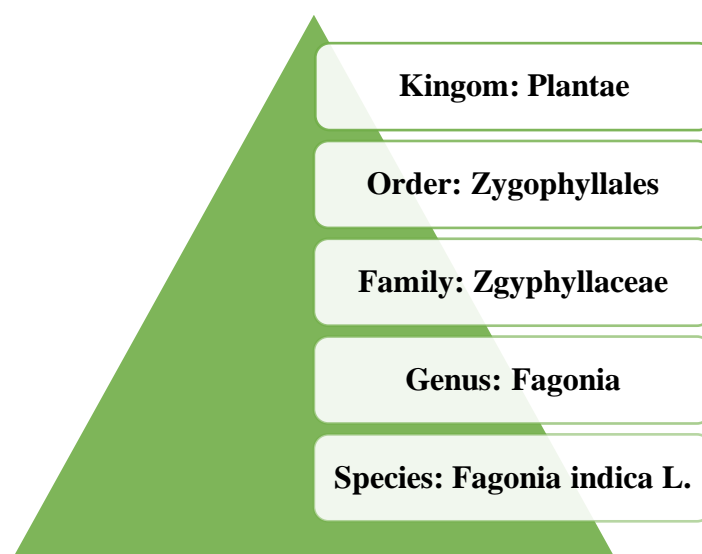 Kingom: Plantae
Order: Zygophyllales
Family: Zgyphyllaceae
Genus: Fagonia
Species: Fagonia indica L.